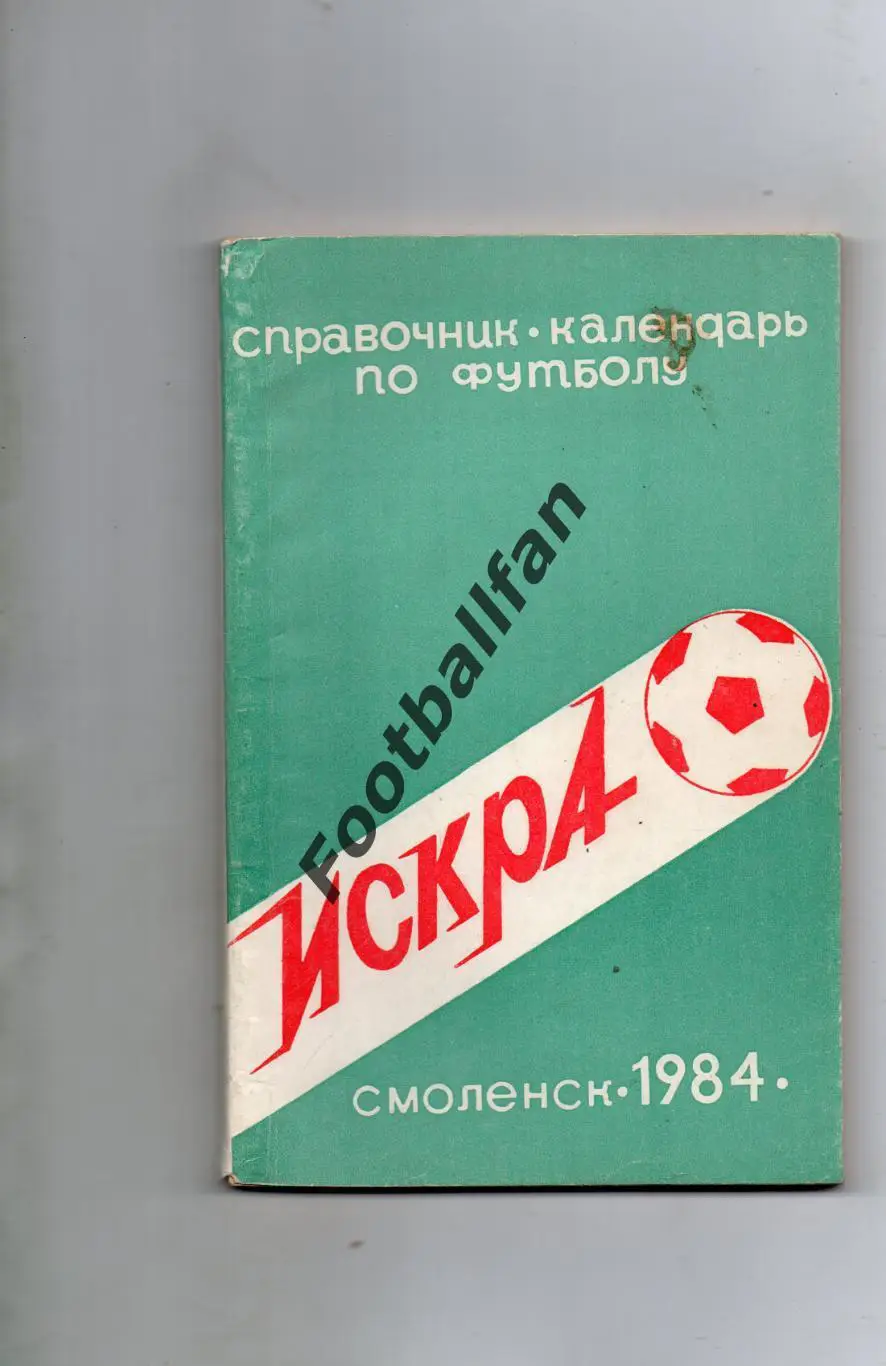 справочник • календарь
по футболу
Footballfan
ИСКРА
смоленск • 1984 •